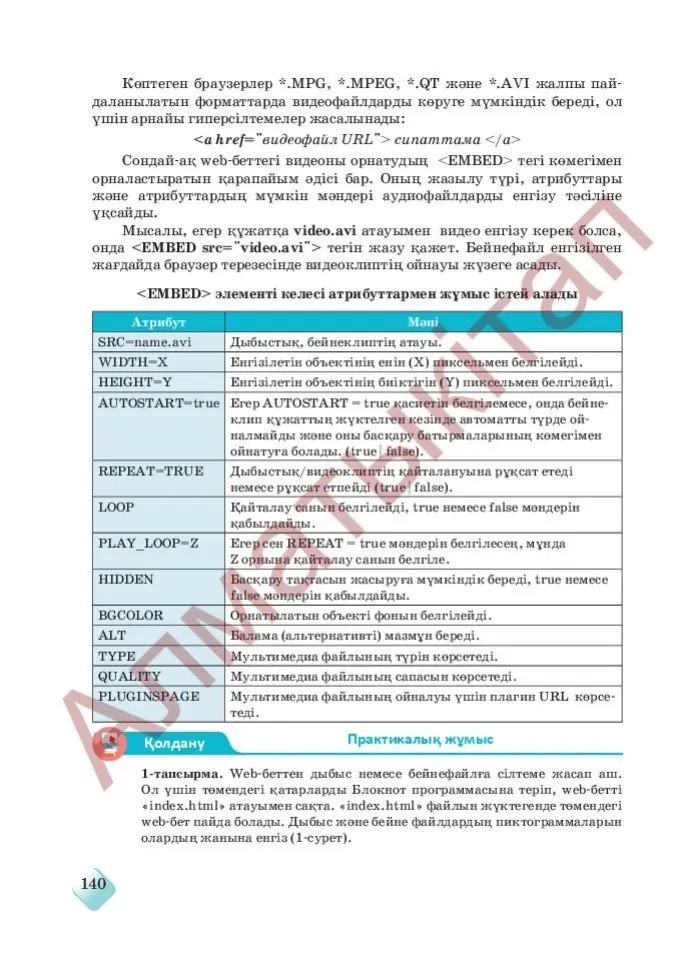 Көптеген браузерлер *.MPG, *.MPEG, *.QT және *.AVI жалпы пай-
даланылатын форматтарда видеофайлдарды көруге мүмкіндік береді, ол
үшін арнайы гиперсілтемелер жасалынады:
<a href="видеофайл URL"> сипаттама </a>
Сондай-ақ web-беттегі видеоны орнатудың <EMBED> тегі көмегімен
орналастыратын қарапайым әдісі бар. Оның жазылу түрі, атрибуттары
және атрибуттардың мүмкін мәндері аудиофайлдарды енгізу тәсіліне
ұқсайды.
Мысалы, егер құжатқа video.avi атауымен видео енгізу керек болса,
онда <EMBED src="video.avi"> тегін жазу қажет. Бейнефайл енгізілген
жағдайда браузер терезесінде видеоклиптің ойнауы жүзеге асады.
<EMBED> элементі келесі атрибуттармен жұмыс істей алады
Атрибут Мәні
SRC=name.avi Дыбыстық, бейнеклиптің атауы.
WIDTH=X Енгізілетін объектінің енін (X) пиксельмен белгілейді.
HEIGHT=Y Енгізілетін объектінің биіктігін (Y) пиксельмен белгілейді.
AUTOSTART=true Егер AUTOSTART = true қасиетін белгілемесе, онда бейне-
клип құжаттың жүктелген кезінде автоматты түрде ой-
налмайды және оны басқару батырмаларының көмегімен
ойнатуға болады. (true|false).
REPEAT=TRUE Дыбыстық/видеоклиптің қайталануына рұқсат етеді
немесе рұқсат етпейді (true|false).
LOOP Қайталау санын белгілейді, true немесе false мәндерін
қабылдайды.
PLAY_LOOP=Z Егер сен REPEAT = true мәндерін белгілесең, мұнда
Z орнына қайталау санын белгіле.
HIDDEN Басқару тақтасын жасыруға мүмкіндік береді, true немесе
false мәндерін қабылдайды.
BGCOLOR Орнатылатын объекті фонын белгілейді.
ALT Балама (альтернативті) мазмұн береді.
TYPE Мультимедиа файлының түрін көрсетеді.
QUALITY Мультимедиа файлының сапасын көрсетеді.
PLUGINSPAGE Мультимедиа файлының ойналуы үшін плагин URL көрсе-
теді.
Қолдану Практикалық жұмыс
1-тапсырма. Web-беттен дыбыс немесе бейнефайлға сілтеме жасап аш.
Ол үшін төмендегі қатарларды Блокнот программасына теріп, web-бетті
«index.html» атауымен сақта. «index.html» файлын жүктегенде төмендегі
web-бет пайда болады. Дыбыс және бейне файлдардың пиктограммаларын
олардың жанына енгіз (1-сурет).
140
Алматыкітап